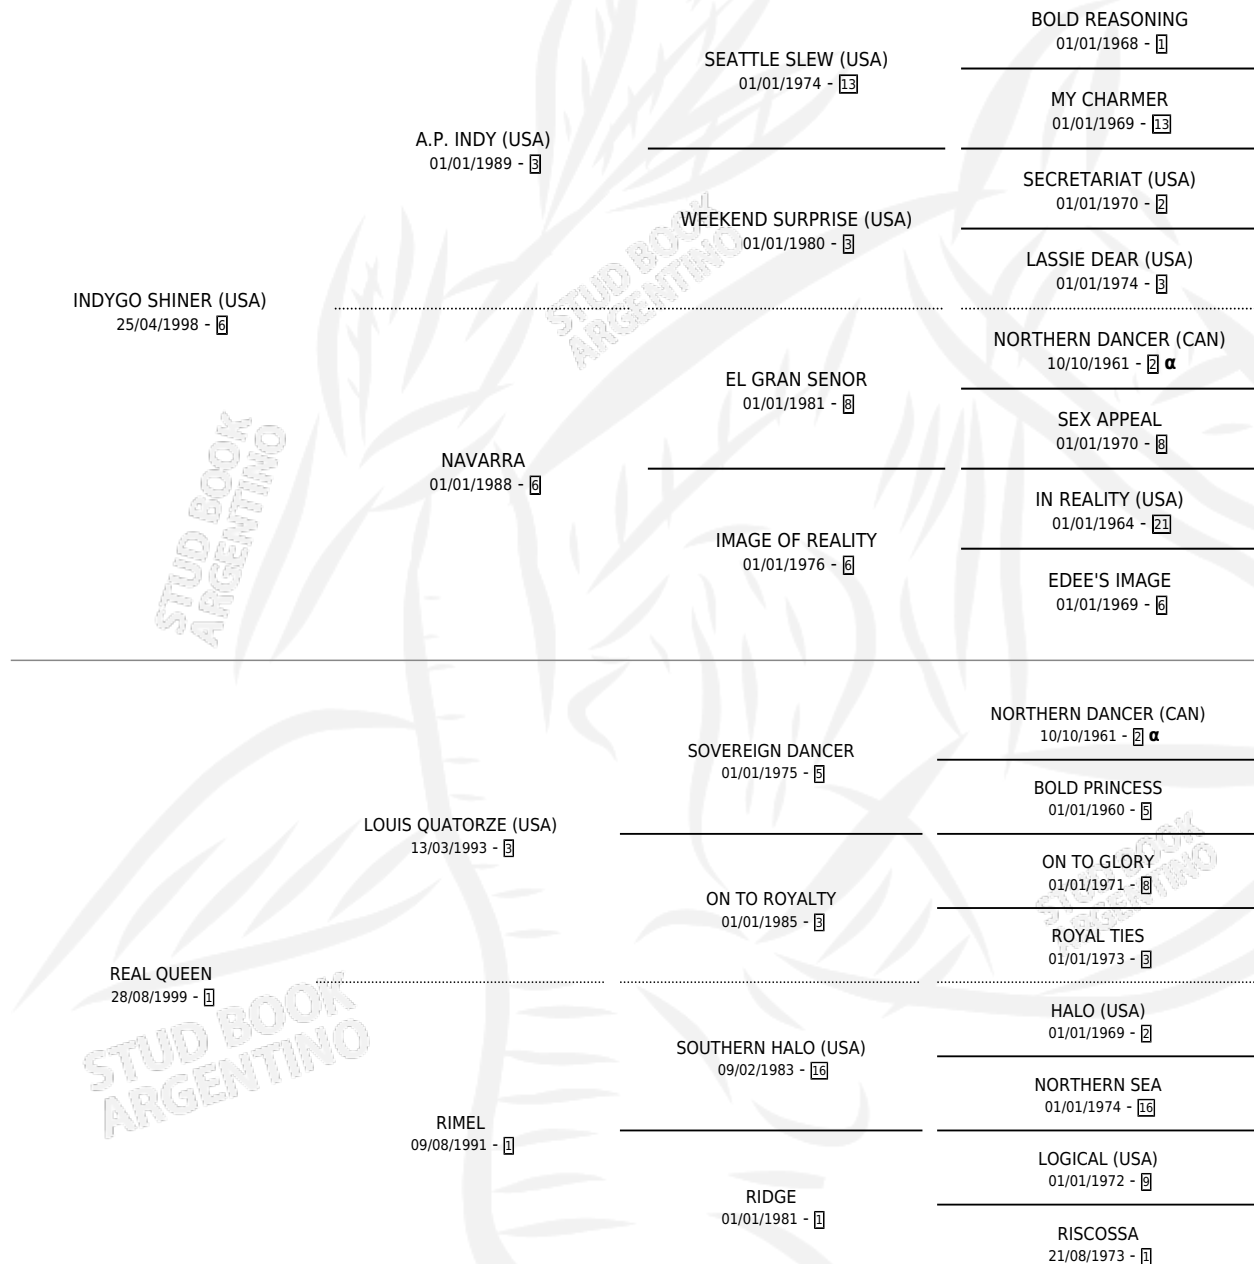 BOLD REASONING
01/01/1968 - 1
SEATTLE SLEW (USA)
01/01/1974 - 13
MY CHARMER
01/01/1969 - 13
A.P. INDY (USA)
01/01/1989 - 3
SECRETARIAT (USA)
01/01/1970 - 2
WEEKEND SURPRISE (USA)
01/01/1980 - 3
LASSIE DEAR (USA)
01/01/1974 - 3
INDYGO SHINER (USA)
25/04/1998 - 6
NORTHERN DANCER (CAN)
10/10/1961 - 2 α
EL GRAN SENOR
01/01/1981 - 8
SEX APPEAL
01/01/1970 - 8
NAVARRA
01/01/1988 - 6
IN REALITY (USA)
01/01/1964 - 21
IMAGE OF REALITY
01/01/1976 - 6
EDEE'S IMAGE
01/01/1969 - 6
STUD BOOK
ARGENTINO
STUD BOOK
ARGENTINO
NORTHERN DANCER (CAN)
10/10/1961 - 2 α
SOVEREIGN DANCER
01/01/1975 - 5
BOLD PRINCESS
01/01/1960 - 5
LOUIS QUATORZE (USA)
13/03/1993 - 3
ON TO GLORY
01/01/1971 - 8
ON TO ROYALTY
01/01/1985 - 3
ROYAL TIES
01/01/1973 - 3
REAL QUEEN
28/08/1999 - 1
HALO (USA)
01/01/1969 - 2
SOUTHERN HALO (USA)
09/02/1983 - 16
NORTHERN SEA
01/01/1974 - 16
RIMEL
09/08/1991 - 1
LOGICAL (USA)
01/01/1972 - 9
RIDGE
01/01/1981 - 1
RISCOSSA
21/08/1973 - 1
STUD BOOK
ARGENTINO
STUD BOOK
ARGENTINO